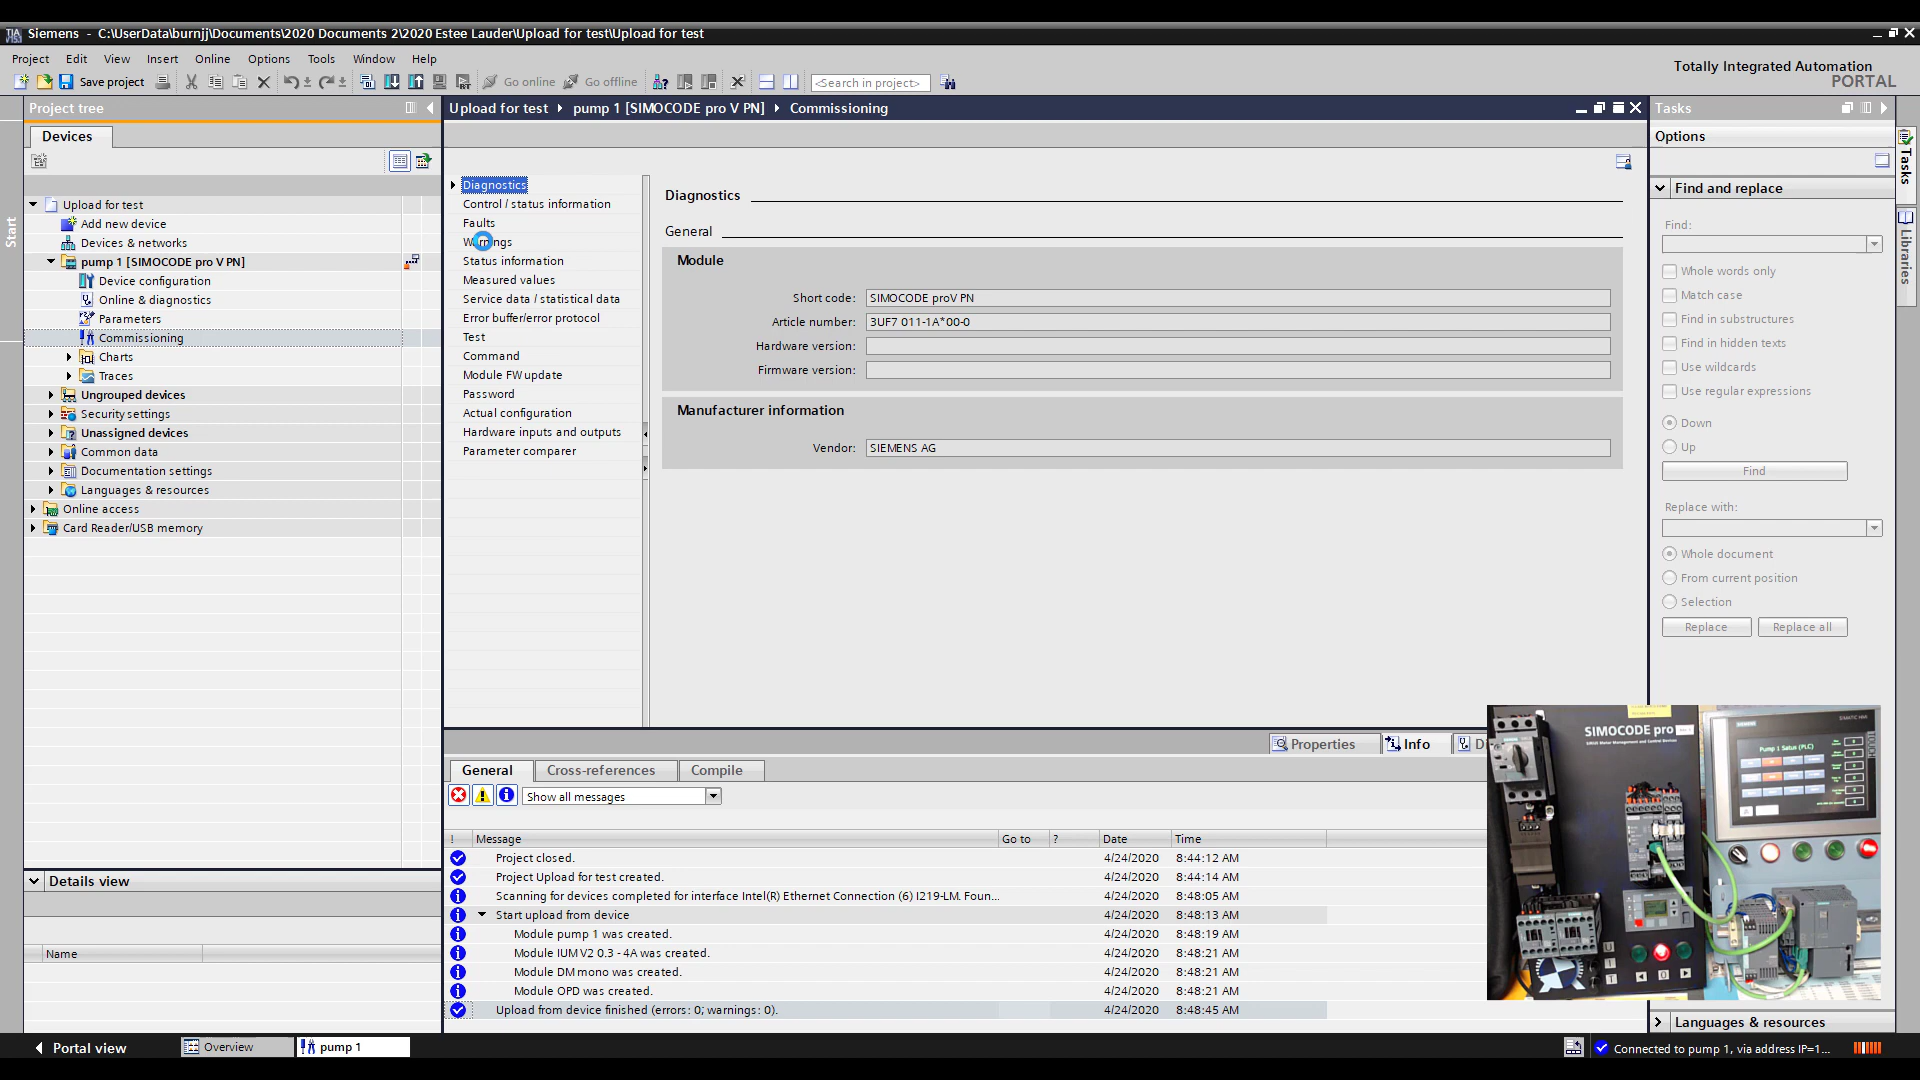 Siemens - C:\UserData\burnjj\Documents\2020 Documents 2\2020 Estee Lauder\Upload for test\Upload for test
Project Edit View Insert Online Options Tools Window Help
Totally Integrated Automation
PORTAL
Save project Go online Go offline <Search in project>
Project tree
Devices
Start
Upload for test
Add new device
Devices & networks
pump 1 [SIMOCODE pro V PN]
Device configuration
Online & diagnostics
Parameters
Commissioning
Charts
Traces
Ungrouped devices
Security settings
Unassigned devices
Common data
Documentation settings
Languages & resources
Online access
Card Reader/USB memory
Details view
Name
Upload for test pump 1 [SIMOCODE pro V PN] Commissioning
Diagnostics
Control / status information
Faults
Warnings
Status information
Measured values
Service data / statistical data
Error buffer/error protocol
Test
Command
Module FW update
Password
Actual configuration
Hardware inputs and outputs
Parameter comparer
Diagnostics
General
Module
Short code: SIMOCODE proV PN
Article number: 3UF7 011-1A*00-0
Hardware version:
Firmware version:
Manufacturer information
Vendor: SIEMENS AG
Properties Info D
General Cross-references Compile
Show all messages
! Message Go to ? Date Time
Project closed. 4/24/2020 8:44:12 AM
Project Upload for test created. 4/24/2020 8:44:14 AM
Scanning for devices completed for interface Intel(R) Ethernet Connection (6) I219-LM. Foun... 4/24/2020 8:48:05 AM
Start upload from device 4/24/2020 8:48:13 AM
Module pump 1 was created. 4/24/2020 8:48:19 AM
Module IUM V2 0.3 - 4A was created. 4/24/2020 8:48:21 AM
Module DM mono was created. 4/24/2020 8:48:21 AM
Module OPD was created. 4/24/2020 8:48:21 AM
Upload from device finished (errors: 0; warnings: 0). 4/24/2020 8:48:45 AM
Tasks
Options
Find and replace
Find:
Whole words only
Match case
Find in substructures
Find in hidden texts
Use wildcards
Use regular expressions
Down
Up
Find
Replace with:
Whole document
From current position
Selection
Replace Replace all
Languages & resources
Tasks
Libraries
SIMOCODE pro
SIEMENS
SIMATIC HMI
Pump 1 Satus (PLC)
Portal view Overview pump 1
Connected to pump 1, via address IP=1...